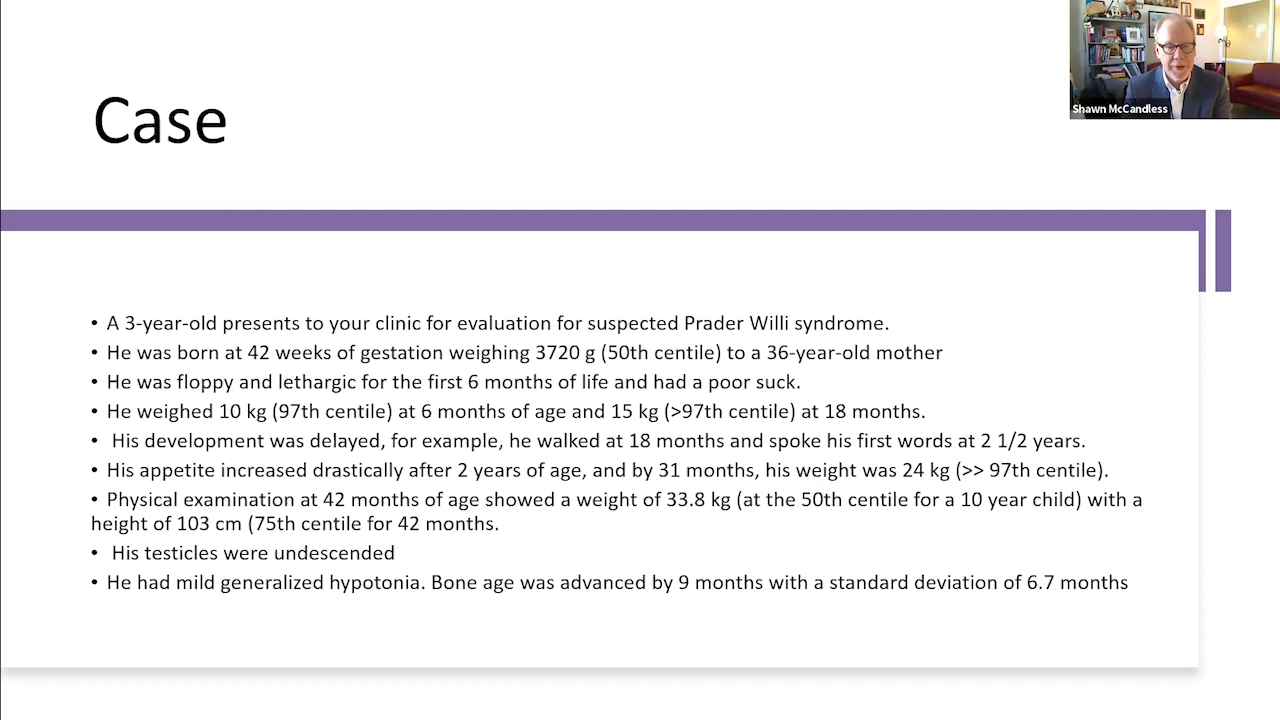 Shawn McCandless
Case
• A 3-year-old presents to your clinic for evaluation for suspected Prader Willi syndrome.
• He was born at 42 weeks of gestation weighing 3720 g (50th centile) to a 36-year-old mother
• He was floppy and lethargic for the first 6 months of life and had a poor suck.
• He weighed 10 kg (97th centile) at 6 months of age and 15 kg (>97th centile) at 18 months.
• His development was delayed, for example, he walked at 18 months and spoke his first words at 2 1/2 years.
• His appetite increased drastically after 2 years of age, and by 31 months, his weight was 24 kg (>> 97th centile).
• Physical examination at 42 months of age showed a weight of 33.8 kg (at the 50th centile for a 10 year child) with a
height of 103 cm (75th centile for 42 months.
• His testicles were undescended
• He had mild generalized hypotonia. Bone age was advanced by 9 months with a standard deviation of 6.7 months